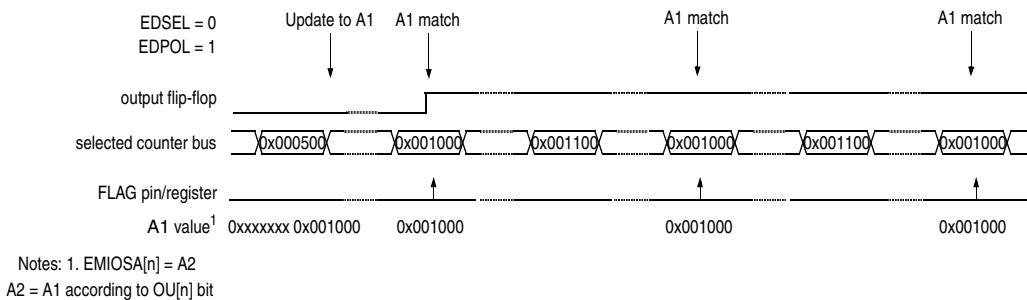 EDSEL = 0 Update to A1 A1 match A1 match A1 match
EDPOL = 1
output flip-flop
selected counter bus 0x000500 0x001000 0x001100 0x001000 0x001100 0x001000
FLAG pin/register
A1 value1 0xxxxxxx 0x001000 0x001000 0x001000 0x001000
Notes: 1. EMIOSA[n] = A2
A2 = A1 according to OU[n] bit